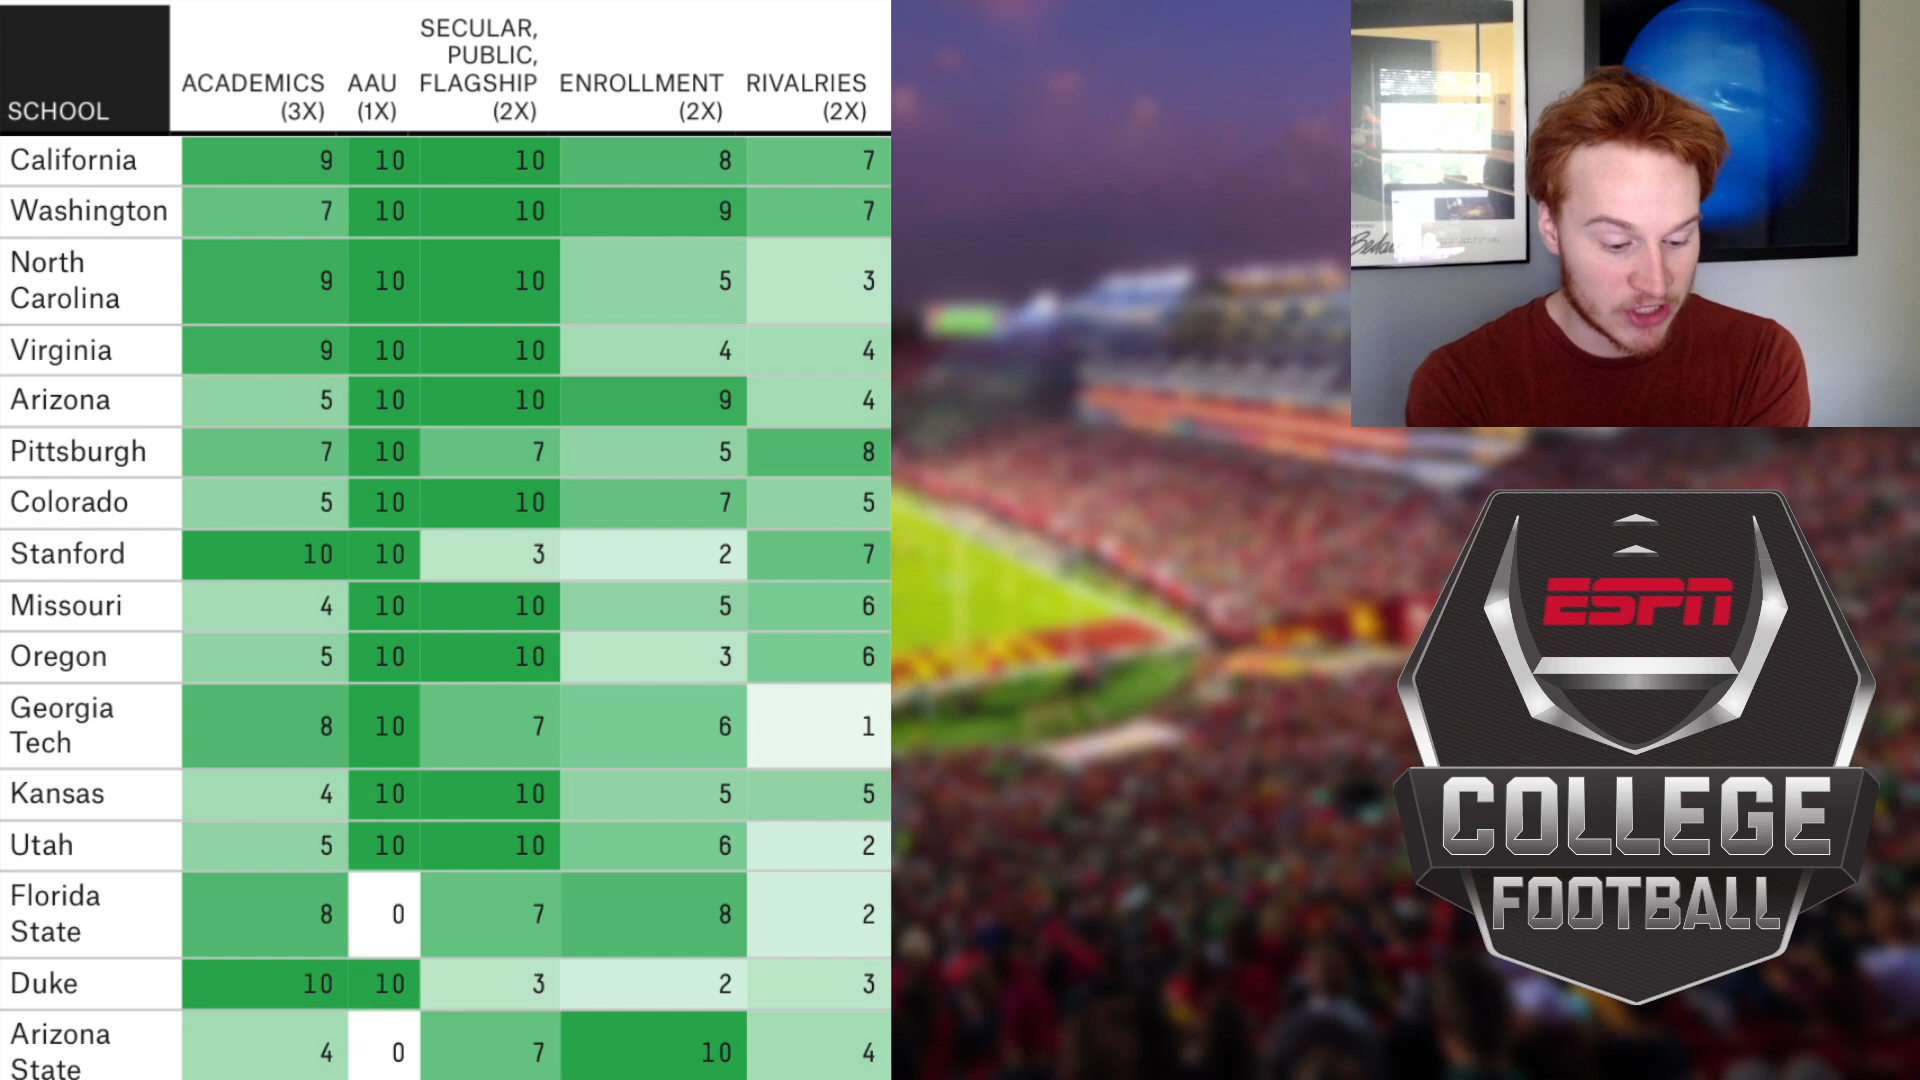 SCHOOL
ACADEMICS (3X)
AAU (1X)
SECULAR, PUBLIC, FLAGSHIP (2X)
ENROLLMENT (2X)
RIVALRIES (2X)
California 9 10 10 8 7
Washington 7 10 10 9 7
North Carolina 9 10 10 5 3
Virginia 9 10 10 4 4
Arizona 5 10 10 9 4
Pittsburgh 7 10 7 5 8
Colorado 5 10 10 7 5
Stanford 10 10 3 2 7
Missouri 4 10 10 5 6
Oregon 5 10 10 3 6
Georgia Tech 8 10 7 6 1
Kansas 4 10 10 5 5
Utah 5 10 10 6 2
Florida State 8 0 7 8 2
Duke 10 10 3 2 3
Arizona State 4 0 7 10 4
ESPN
COLLEGE
FOOTBALL